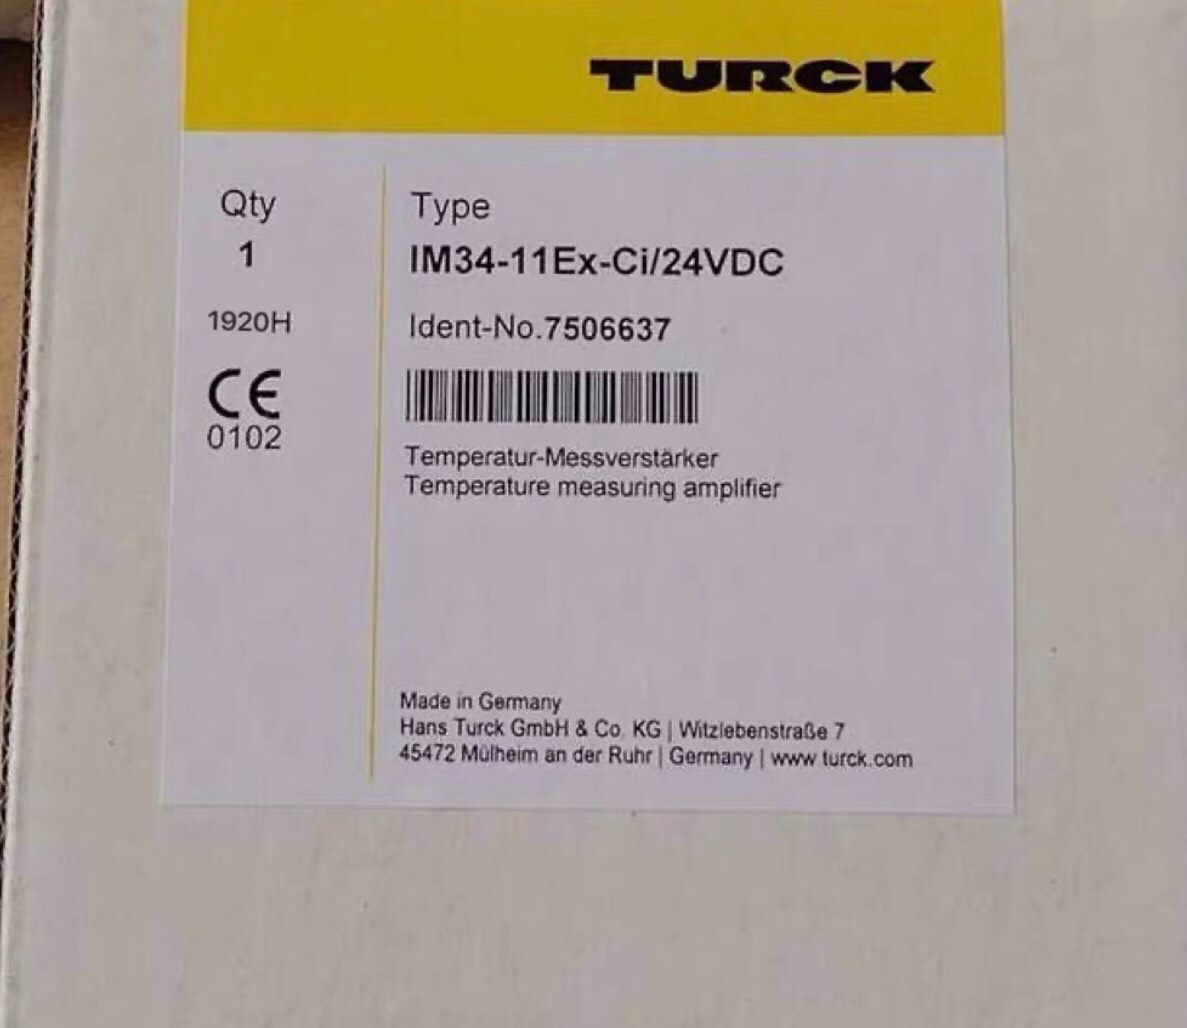 TURCK
Qty
1
1920H
CE
0102
Type
IM34-11Ex-Ci/24VDC
Ident-No.7506637
Temperatur-Messverstärker
Temperature measuring amplifier
Made in Germany
Hans Turck GmbH & Co. KG | Witzlebenstraße 7
45472 Mülheim an der Ruhr | Germany | www.turck.com